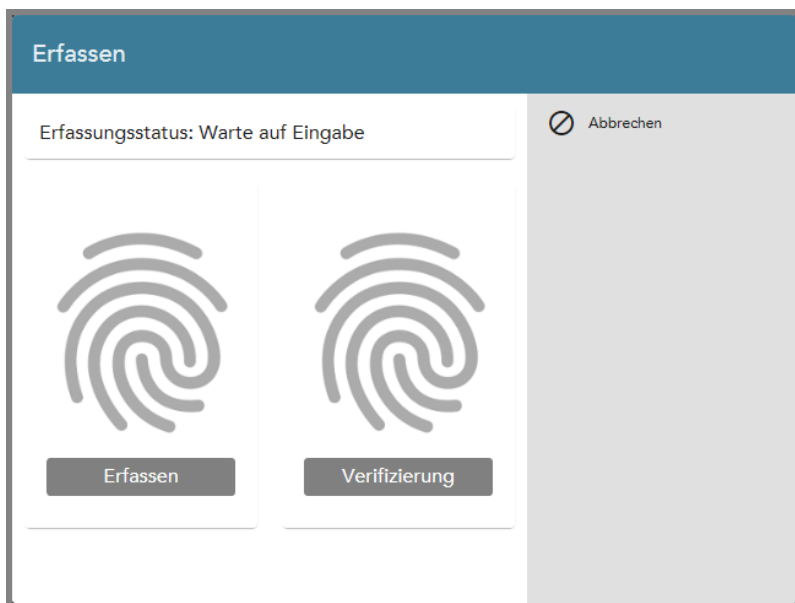 Erfassen
Erfassungsstatus: Warte auf Eingabe
Abbrechen
Erfassen
Verifizierung